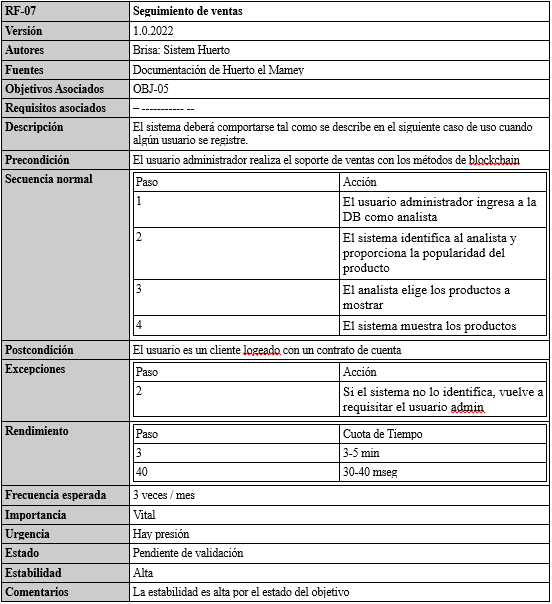 RF-07 Seguimiento de ventas
Versión 1.0.2022
Autores Brisa: Sistem Huerto
Fuentes Documentación de Huerto el Mamey
Objetivos Asociados OBJ-05
Requisitos asociados – ----------- --
Descripción El sistema deberá comportarse tal como se describe en el siguiente caso de uso cuando
algún usuario se registre.
Precondición El usuario administrador realiza el soporte de ventas con los métodos de blockchain
Secuencia normal Paso Acción
1 El usuario administrador ingresa a la
DB como analista
2 El sistema identifica al analista y
proporciona la popularidad del
producto
3 El analista elige los productos a
mostrar
4 El sistema muestra los productos
Postcondición El usuario es un cliente logeado con un contrato de cuenta
Excepciones Paso Acción
2 Si el sistema no lo identifica, vuelve a
requisitar el usuario admin
Rendimiento Paso Cuota de Tiempo
3 3-5 min
40 30-40 mseg
Frecuencia esperada 3 veces / mes
Importancia Vital
Urgencia Hay presión
Estado Pendiente de validación
Estabilidad Alta
Comentarios La estabilidad es alta por el estado del objetivo